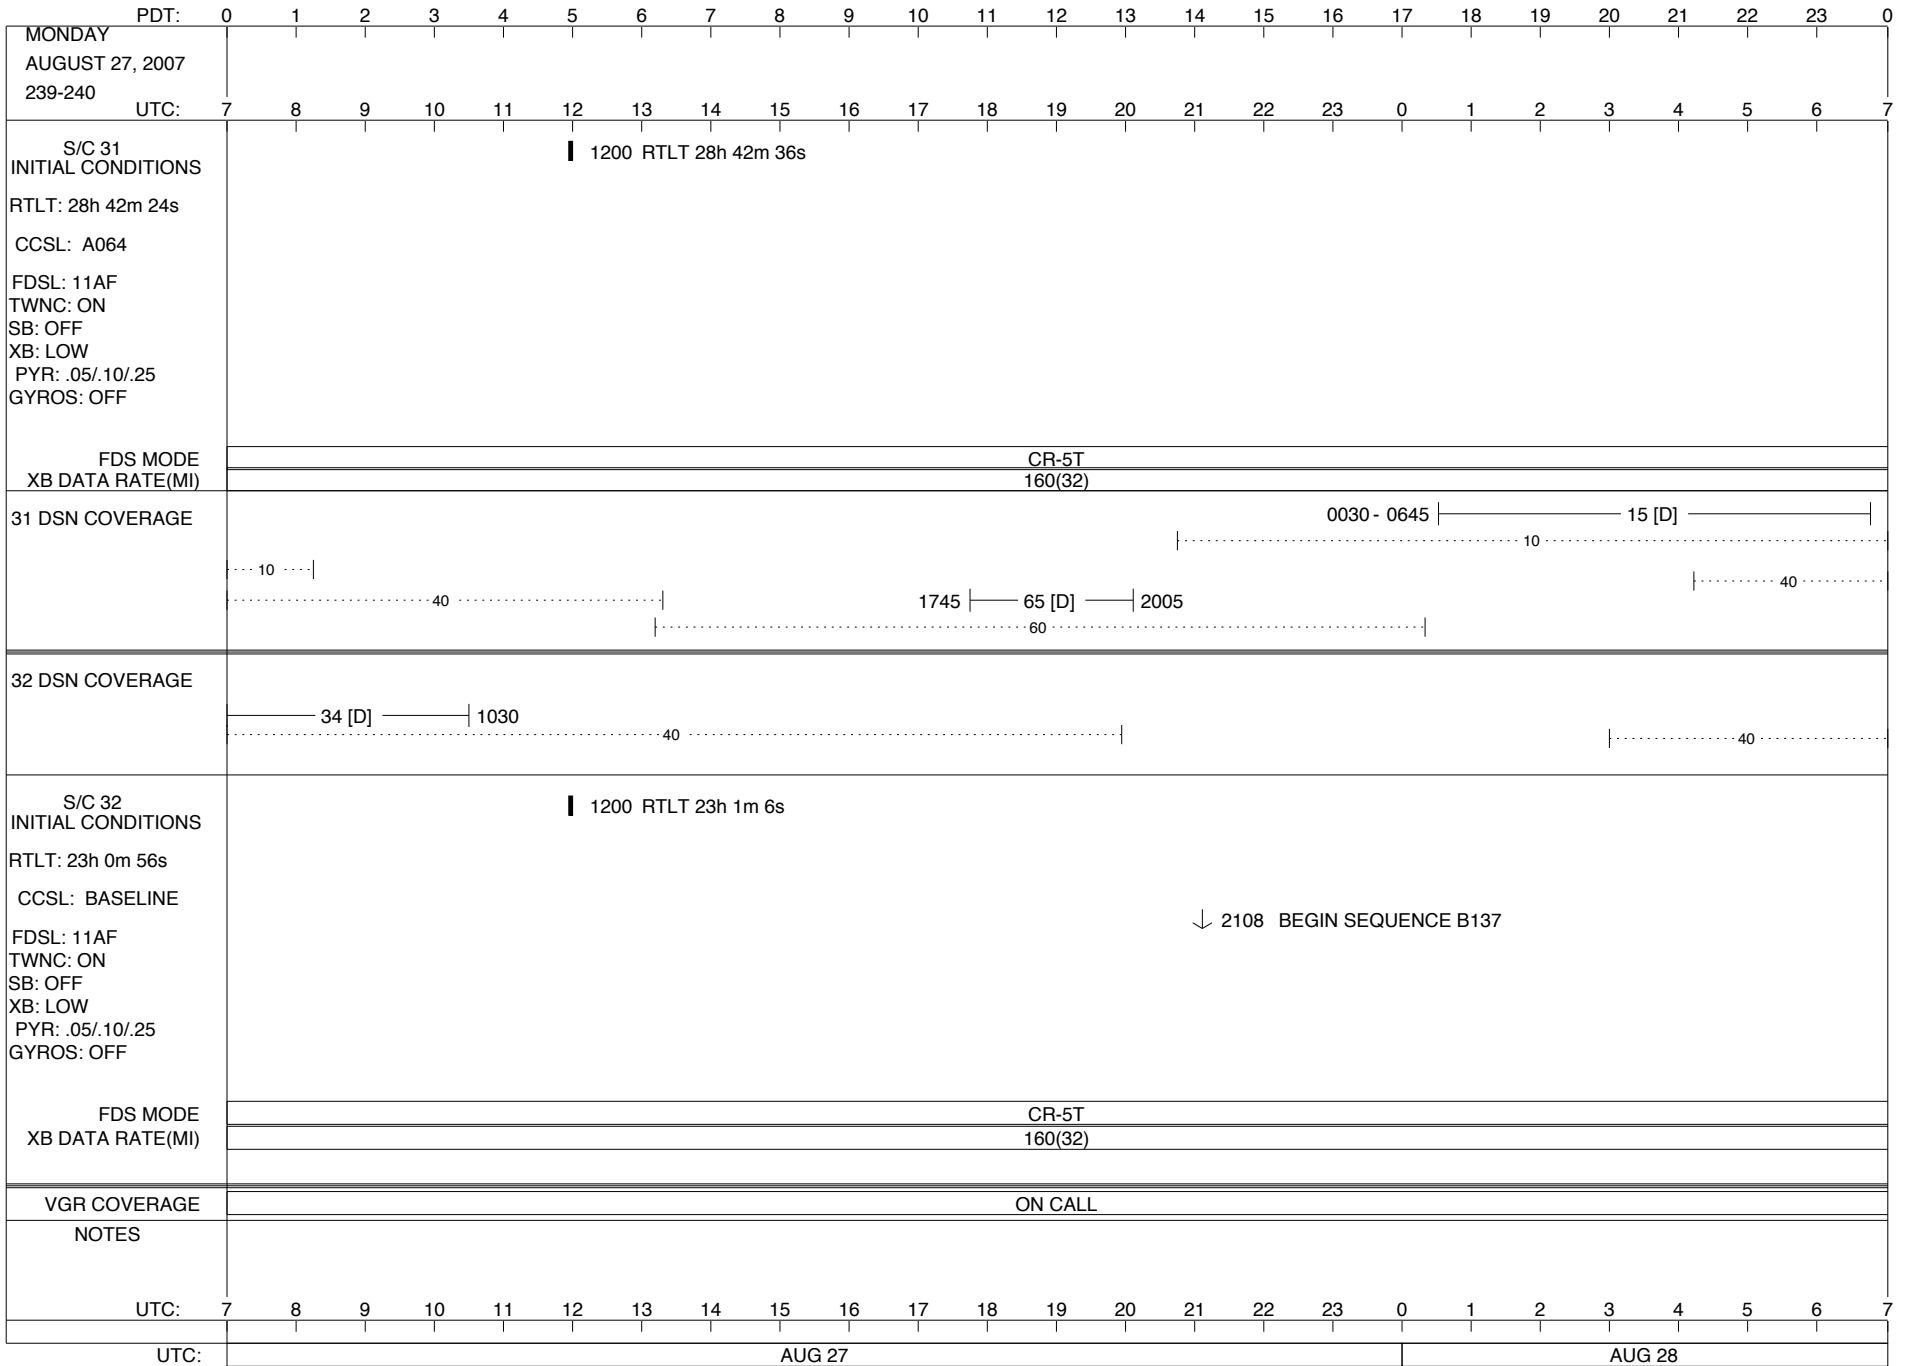 PDT: 0 1 2 3 4 5 6 7 8 9 10 11 12 13 14 15 16 17 18 19 20 21 22 23 0
MONDAY
AUGUST 27, 2007
239-240
UTC: 7 8 9 10 11 12 13 14 15 16 17 18 19 20 21 22 23 0 1 2 3 4 5 6 7
S/C 31
INITIAL CONDITIONS
1200 RTLT 28h 42m 36s
RTLT: 28h 42m 24s
CCSL: A064
FDSL: 11AF
TWNC: ON
SB: OFF
XB: LOW
PYR: .05/.10/.25
GYROS: OFF
FDS MODE CR-5T
XB DATA RATE(MI) 160(32)
31 DSN COVERAGE
0030 - 0645 15 [D]
10
10
40
40 1745 65 [D] 2005
60
32 DSN COVERAGE
34 [D] 1030
40 40
S/C 32
INITIAL CONDITIONS
1200 RTLT 23h 1m 6s
RTLT: 23h 0m 56s
CCSL: BASELINE
2108 BEGIN SEQUENCE B137
FDSL: 11AF
TWNC: ON
SB: OFF
XB: LOW
PYR: .05/.10/.25
GYROS: OFF
FDS MODE CR-5T
XB DATA RATE(MI) 160(32)
VGR COVERAGE ON CALL
NOTES
UTC: 7 8 9 10 11 12 13 14 15 16 17 18 19 20 21 22 23 0 1 2 3 4 5 6 7
UTC: AUG 27 AUG 28